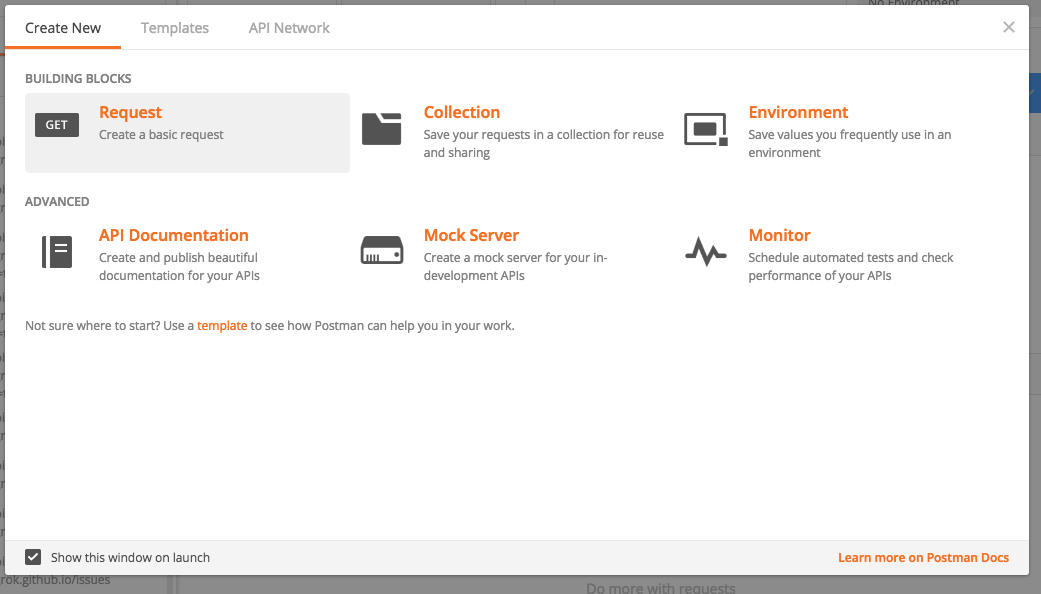 No Environment
Create New
Templates
API Network
BUILDING BLOCKS
GET
Request
Create a basic request
Collection
Save your requests in a collection for reuse
and sharing
Environment
Save values you frequently use in an
environment
ADVANCED
API Documentation
Create and publish beautiful
documentation for your APIs
Mock Server
Create a mock server for your in-
development APIs
Monitor
Schedule automated tests and check
performance of your APIs
Not sure where to start? Use a template to see how Postman can help you in your work.
Show this window on launch
Learn more on Postman Docs
rok.github.io/issues
Do more with requests